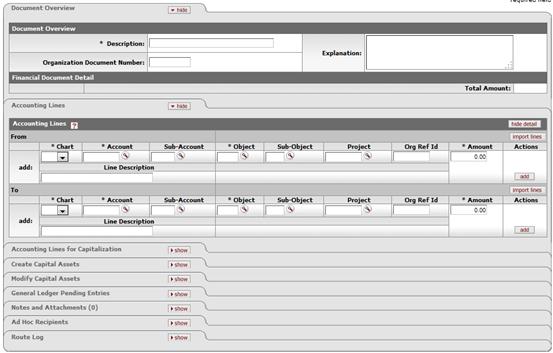 required field
Document Overview
hide
Document Overview
* Description:
Explanation:
Organization Document Number:
Financial Document Detail
Total Amount:
Accounting Lines
hide
Accounting Lines ?
hide detail
From
import lines
* Chart * Account Sub-Account * Object Sub-Object Project Org Ref Id * Amount Actions
add:
0.00
Line Description
add
To
import lines
* Chart * Account Sub-Account * Object Sub-Object Project Org Ref Id * Amount Actions
add:
0.00
Line Description
add
Accounting Lines for Capitalization
show
Create Capital Assets
show
Modify Capital Assets
show
General Ledger Pending Entries
show
Notes and Attachments (0)
show
Ad Hoc Recipients
show
Route Log
show